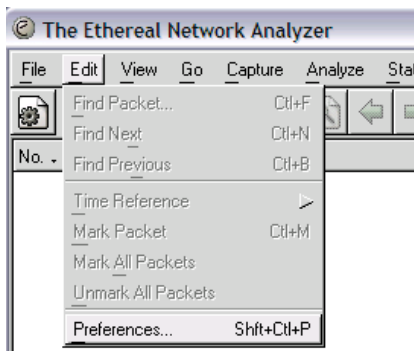 The Ethereal Network Analyzer
File Edit View Go Capture Analyze Stat
Find Packet... Ctl+F
Find Next Ctl+N
No. . Find Previous Ctl+B
Time Reference
Mark Packet Ctl+M
Mark All Packets
Unmark All Packets
Preferences... Shft+Ctl+P